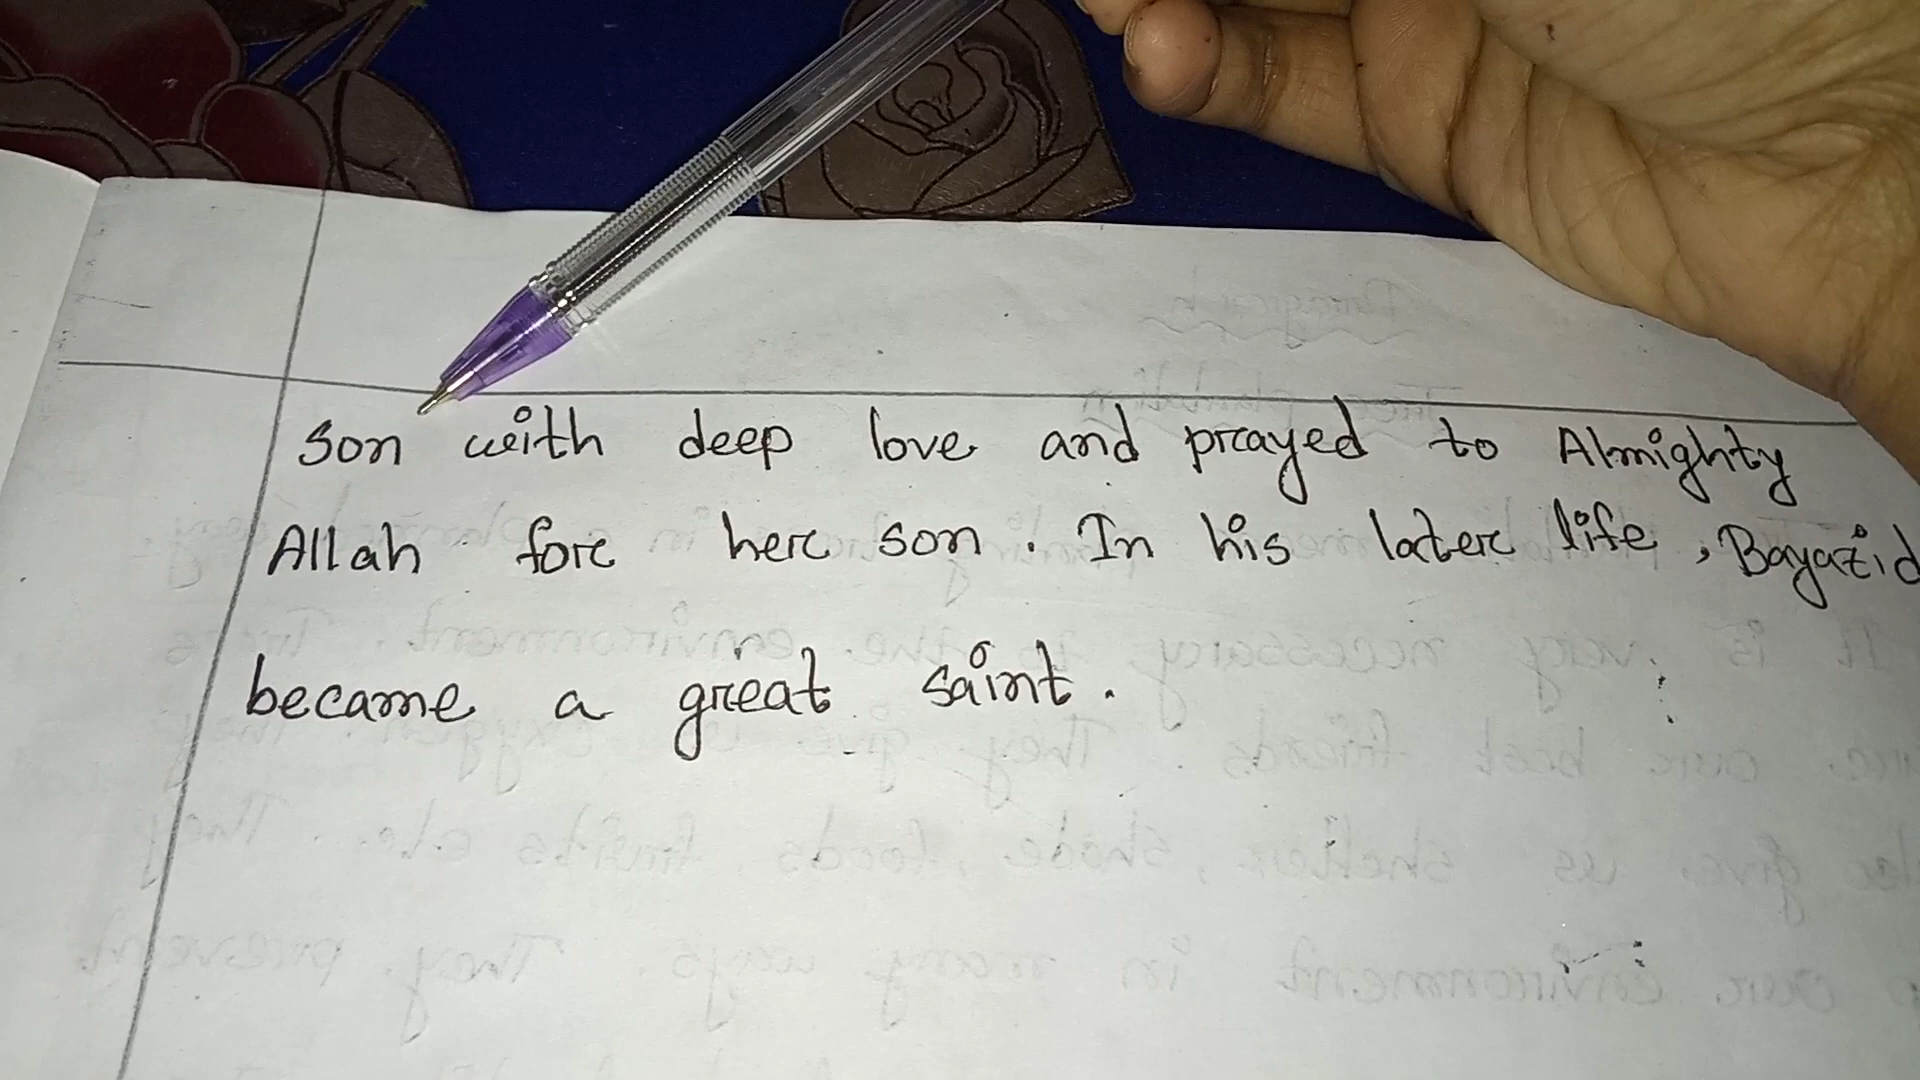 son with deep love and prayed to Almighty
Allah for her son. In his later life, Bayazid
became a great saint.